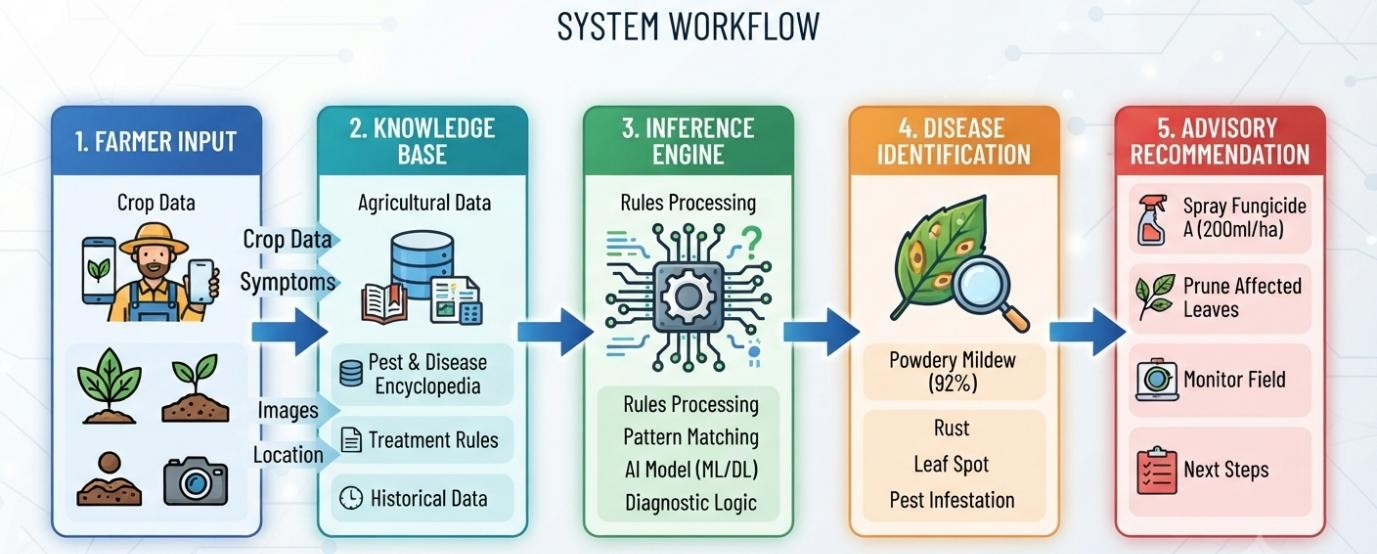 SYSTEM WORKFLOW
1. FARMER INPUT
Crop Data
Crop Data
Symptoms
Images
Location
2. KNOWLEDGE
BASE
Agricultural Data
Pest & Disease
Encyclopedia
Treatment Rules
Historical Data
3. INFERENCE
ENGINE
Rules Processing
?
Rules Processing
Pattern Matching
AI Model (ML/DL)
Diagnostic Logic
4. DISEASE
IDENTIFICATION
Powdery Mildew
(92%)
Rust
Leaf Spot
Pest Infestation
5. ADVISORY
RECOMMENDATION
Spray Fungicide
A (200ml/ha)
Prune Affected
Leaves
Monitor Field
Next Steps